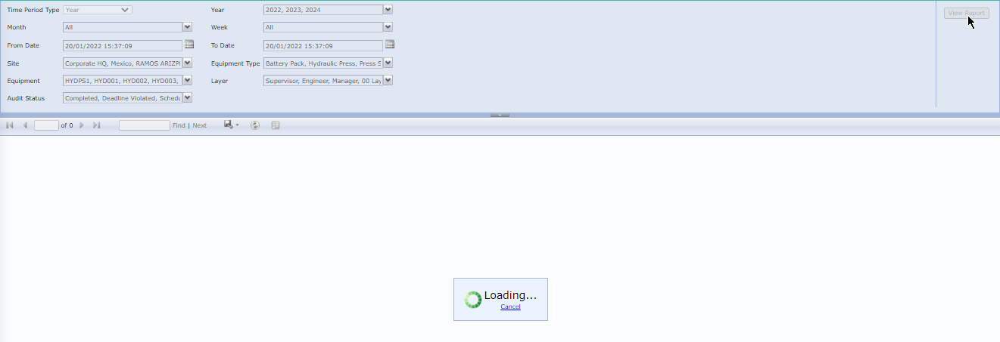 Time Period Type Year Year 2022, 2023, 2024 View Report
Month All Week All
From Date 20/01/2022 15:37:09 To Date 20/01/2022 15:37:09
Site Corporate HQ, Mexico, RAMOS ARIZP Equipment Type Battery Pack, Hydraulic Press, Press S
Equipment HYDPS1, HYD001, HYD002, HYD003, Layer Supervisor, Engineer, Manager, 00 Lay
Audit Status Completed, Deadline Violated, Schedu
of 0 Find | Next
Loading...
Cancel